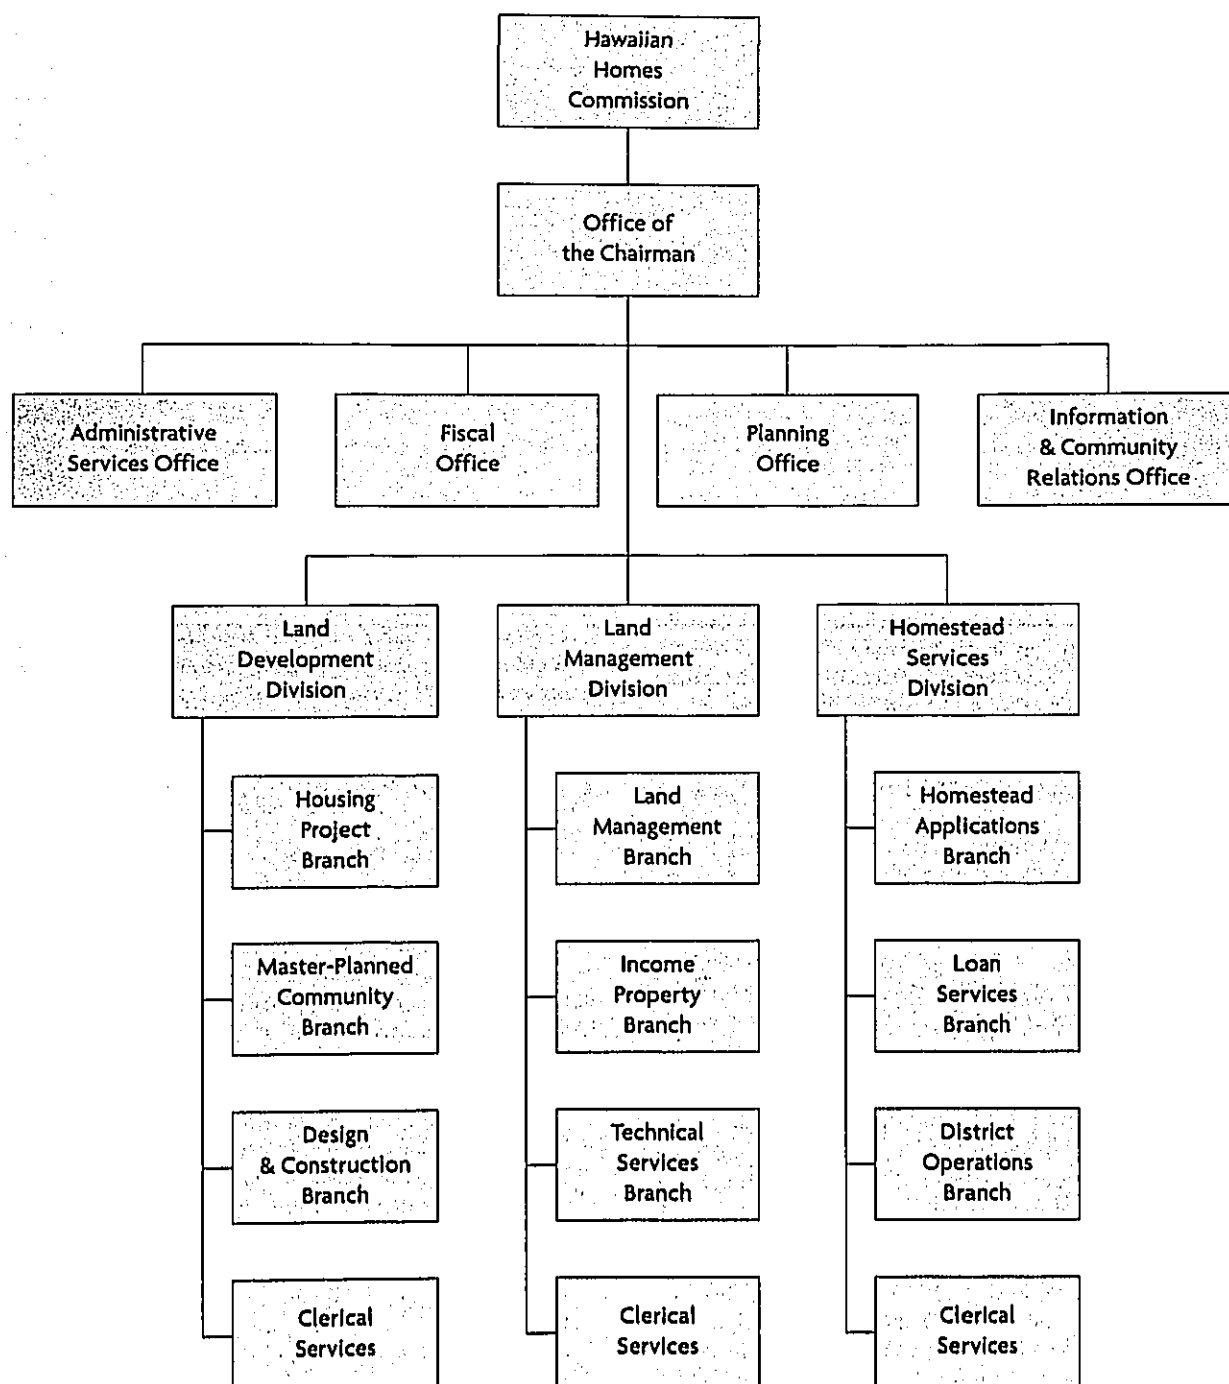 Hawaiian
Homes
Commission
Office of
the Chairman
Administrative
Services Office
Fiscal
Office
Planning
Office
Information
& Community
Relations Office
Land
Development
Division
Land
Management
Division
Homestead
Services
Division
Housing
Project
Branch
Land
Management
Branch
Homestead
Applications
Branch
Master-Planned
Community
Branch
Income
Property
Branch
Loan
Services
Branch
Design
& Construction
Branch
Technical
Services
Branch
District
Operations
Branch
Clerical
Services
Clerical
Services
Clerical
Services